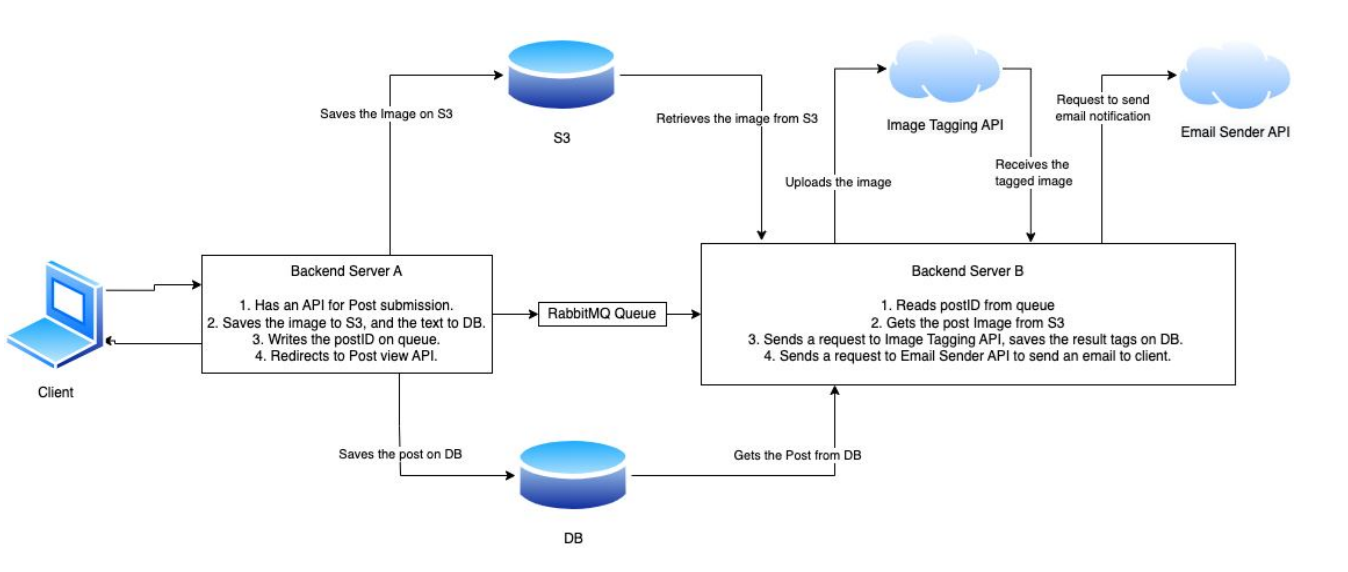 Saves the Image on S3
S3
Retrieves the image from S3
Uploads the image
Image Tagging API
Receives the
tagged image
Request to send
email notification
Email Sender API
Client
Backend Server A
1. Has an API for Post submission.
2. Saves the image to S3, and the text to DB.
3. Writes the postID on queue.
4. Redirects to Post view API.
RabbitMQ Queue
Backend Server B
1. Reads postID from queue
2. Gets the post Image from S3
3. Sends a request to Image Tagging API, saves the result tags on DB.
4. Sends a request to Email Sender API to send an email to client.
Saves the post on DB
DB
Gets the Post from DB